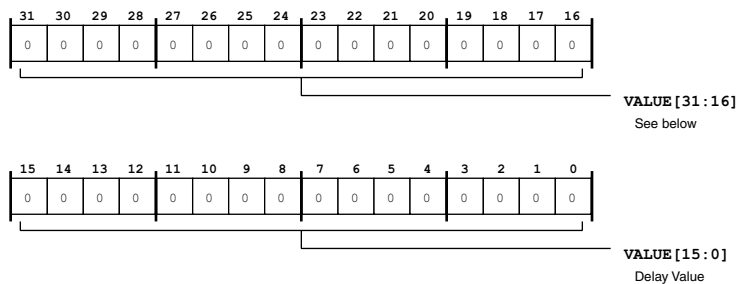 31 30 29 28 27 26 25 24 23 22 21 20 19 18 17 16
0 0 0 0 0 0 0 0 0 0 0 0 0 0 0 0
VALUE[31:16]
See below
15 14 13 12 11 10 9 8 7 6 5 4 3 2 1 0
0 0 0 0 0 0 0 0 0 0 0 0 0 0 0 0
VALUE[15:0]
Delay Value